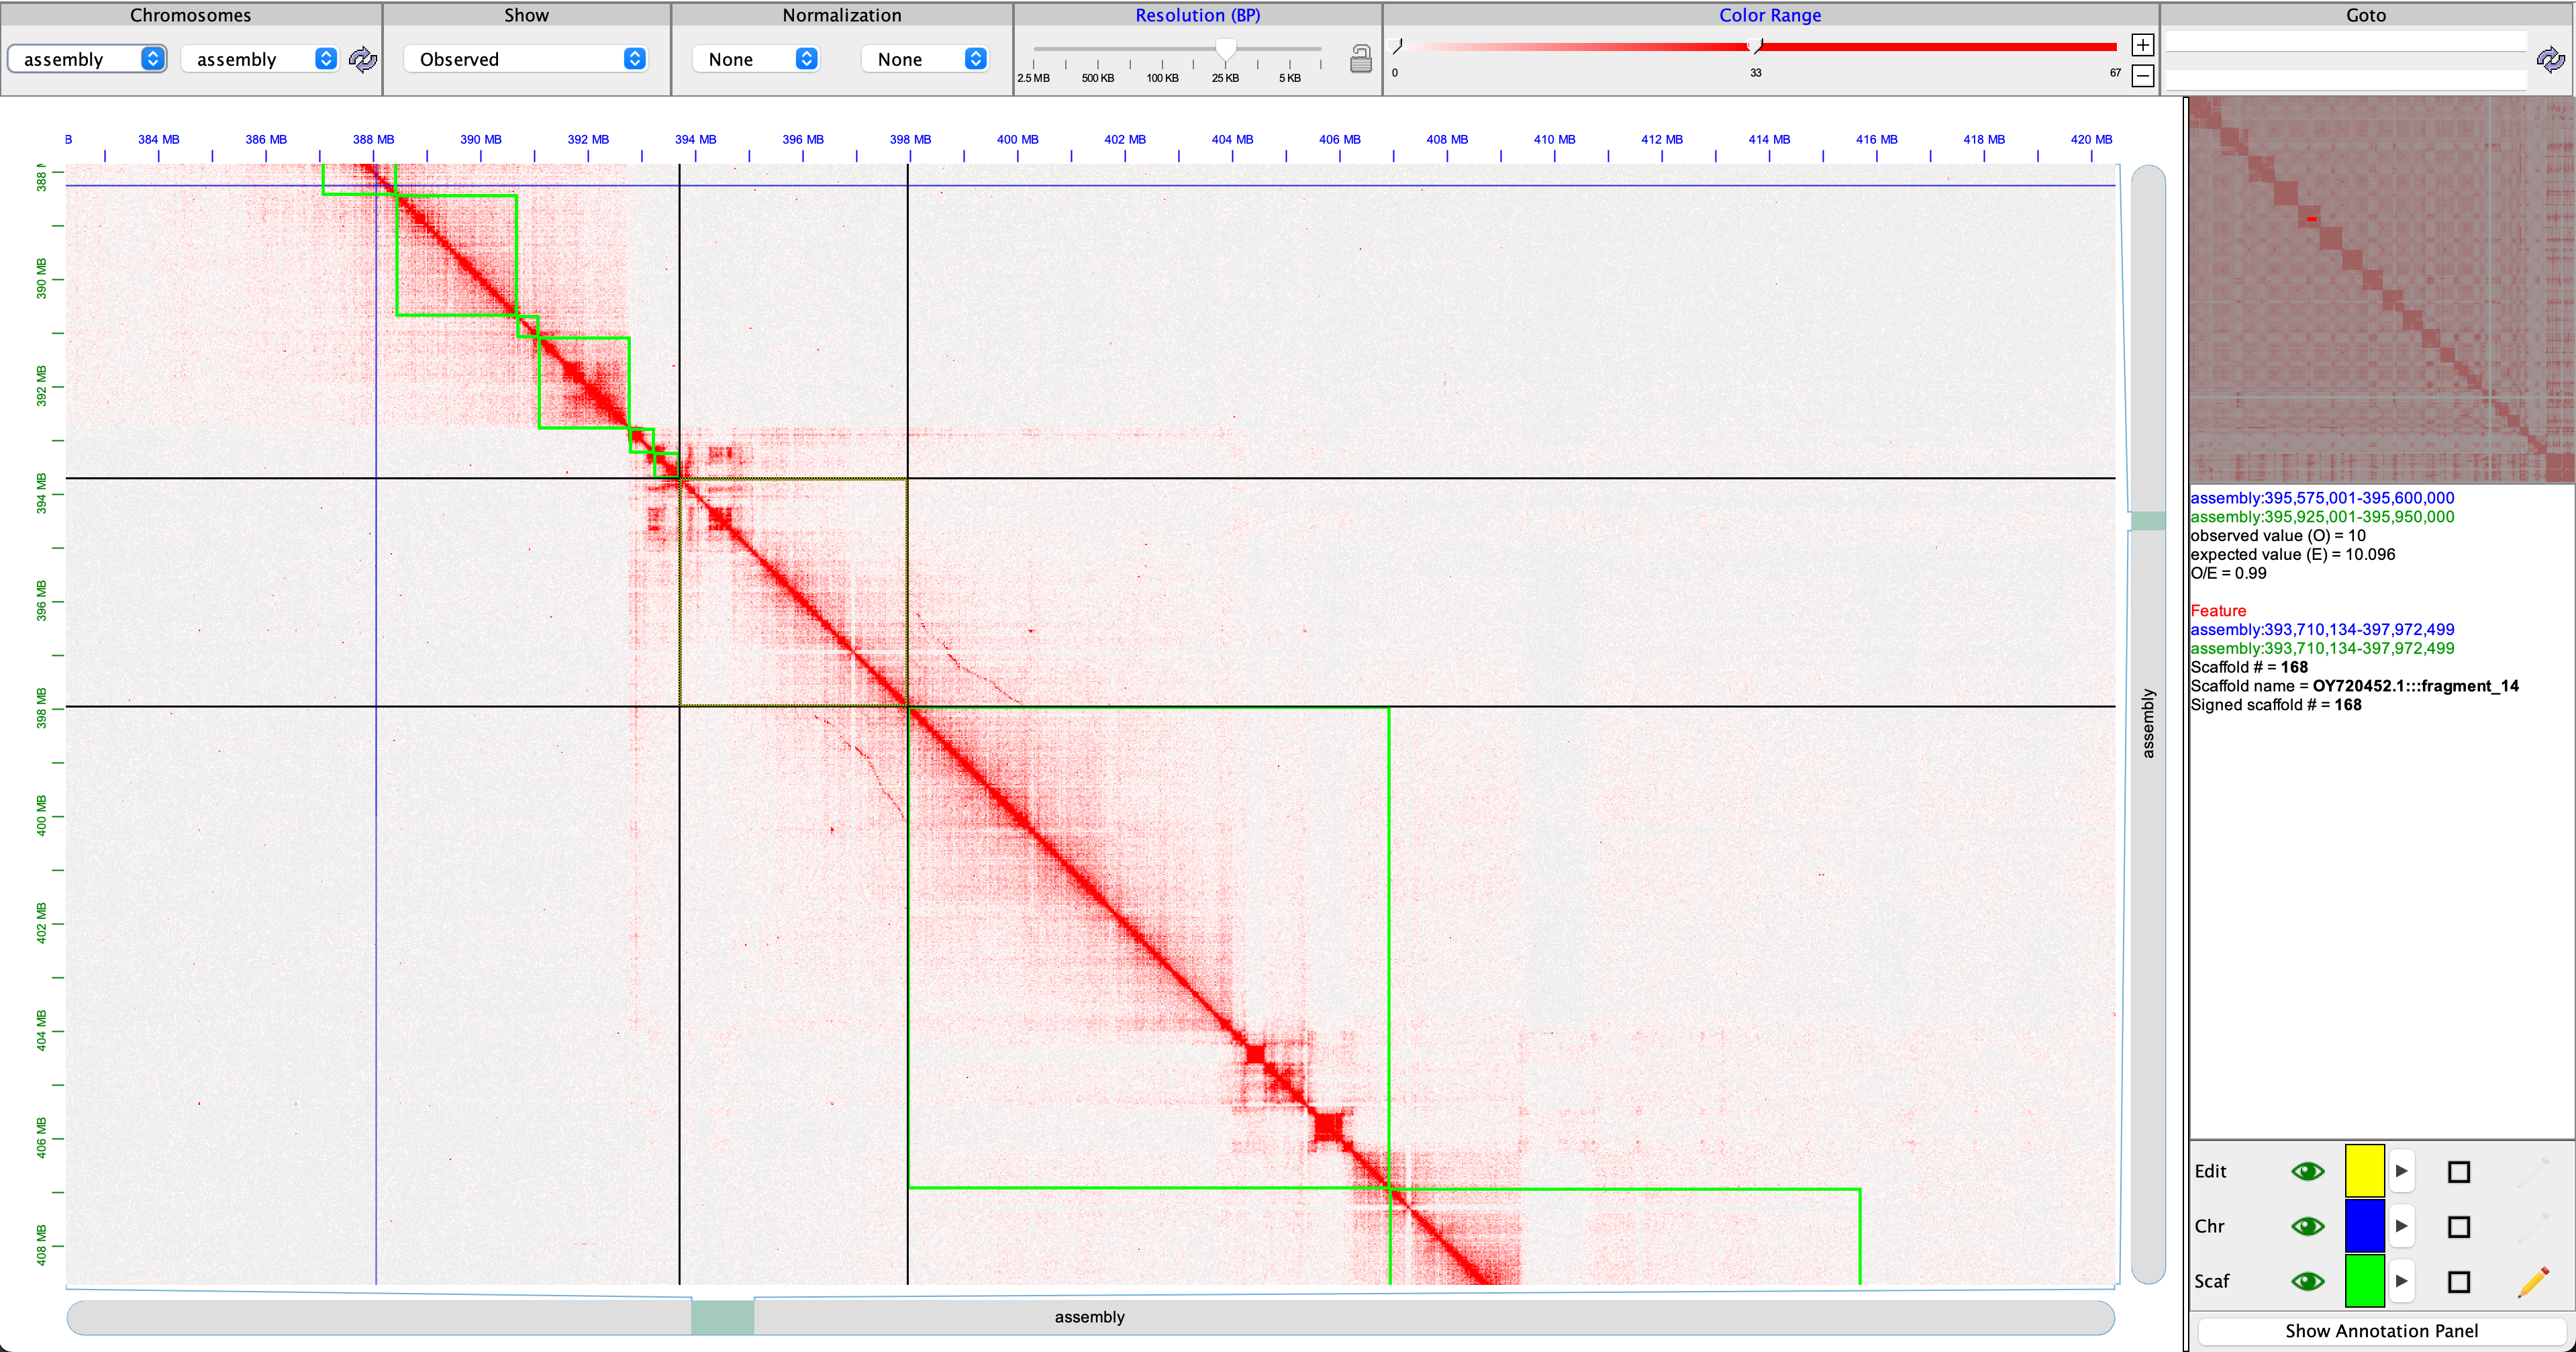 Chromosomes Show Normalization Resolution (BP) Color Range Goto
assembly assembly Observed None None
2.5 MB 500 KB 100 KB 25 KB 5 KB
0 33 67
+
−
B 384 MB 386 MB 388 MB 390 MB 392 MB 394 MB 396 MB 398 MB 400 MB 402 MB 404 MB 406 MB 408 MB 410 MB 412 MB 414 MB 416 MB 418 MB 420 MB
388
390 MB
392 MB
394 MB
396 MB
398 MB
400 MB
402 MB
404 MB
406 MB
408 MB
assembly
assembly
assembly:395,575,001-395,600,000
assembly:395,925,001-395,950,000
observed value (O) = 10
expected value (E) = 10.096
O/E = 0.99
Feature
assembly:393,710,134-397,972,499
assembly:393,710,134-397,972,499
Scaffold # = 168
Scaffold name = OY720452.1:::fragment_14
Signed scaffold # = 168
Edit
Chr
Scaf
Show Annotation Panel